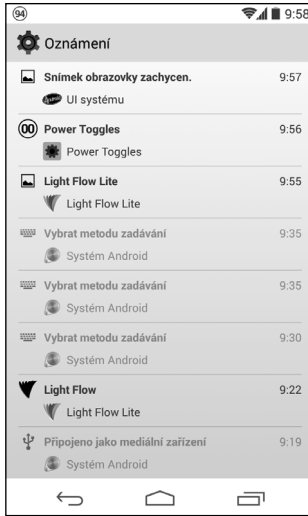 94
9:58
Oznámení
Snímek obrazovky zachycen. 9:57
UI systému
00 Power Toggles 9:56
Power Toggles
Light Flow Lite 9:55
Light Flow Lite
Vybrat metodu zadávání 9:35
Systém Android
Vybrat metodu zadávání 9:35
Systém Android
Vybrat metodu zadávání 9:30
Systém Android
Light Flow 9:22
Light Flow Lite
Připojeno jako mediální zařízení 9:19
Systém Android